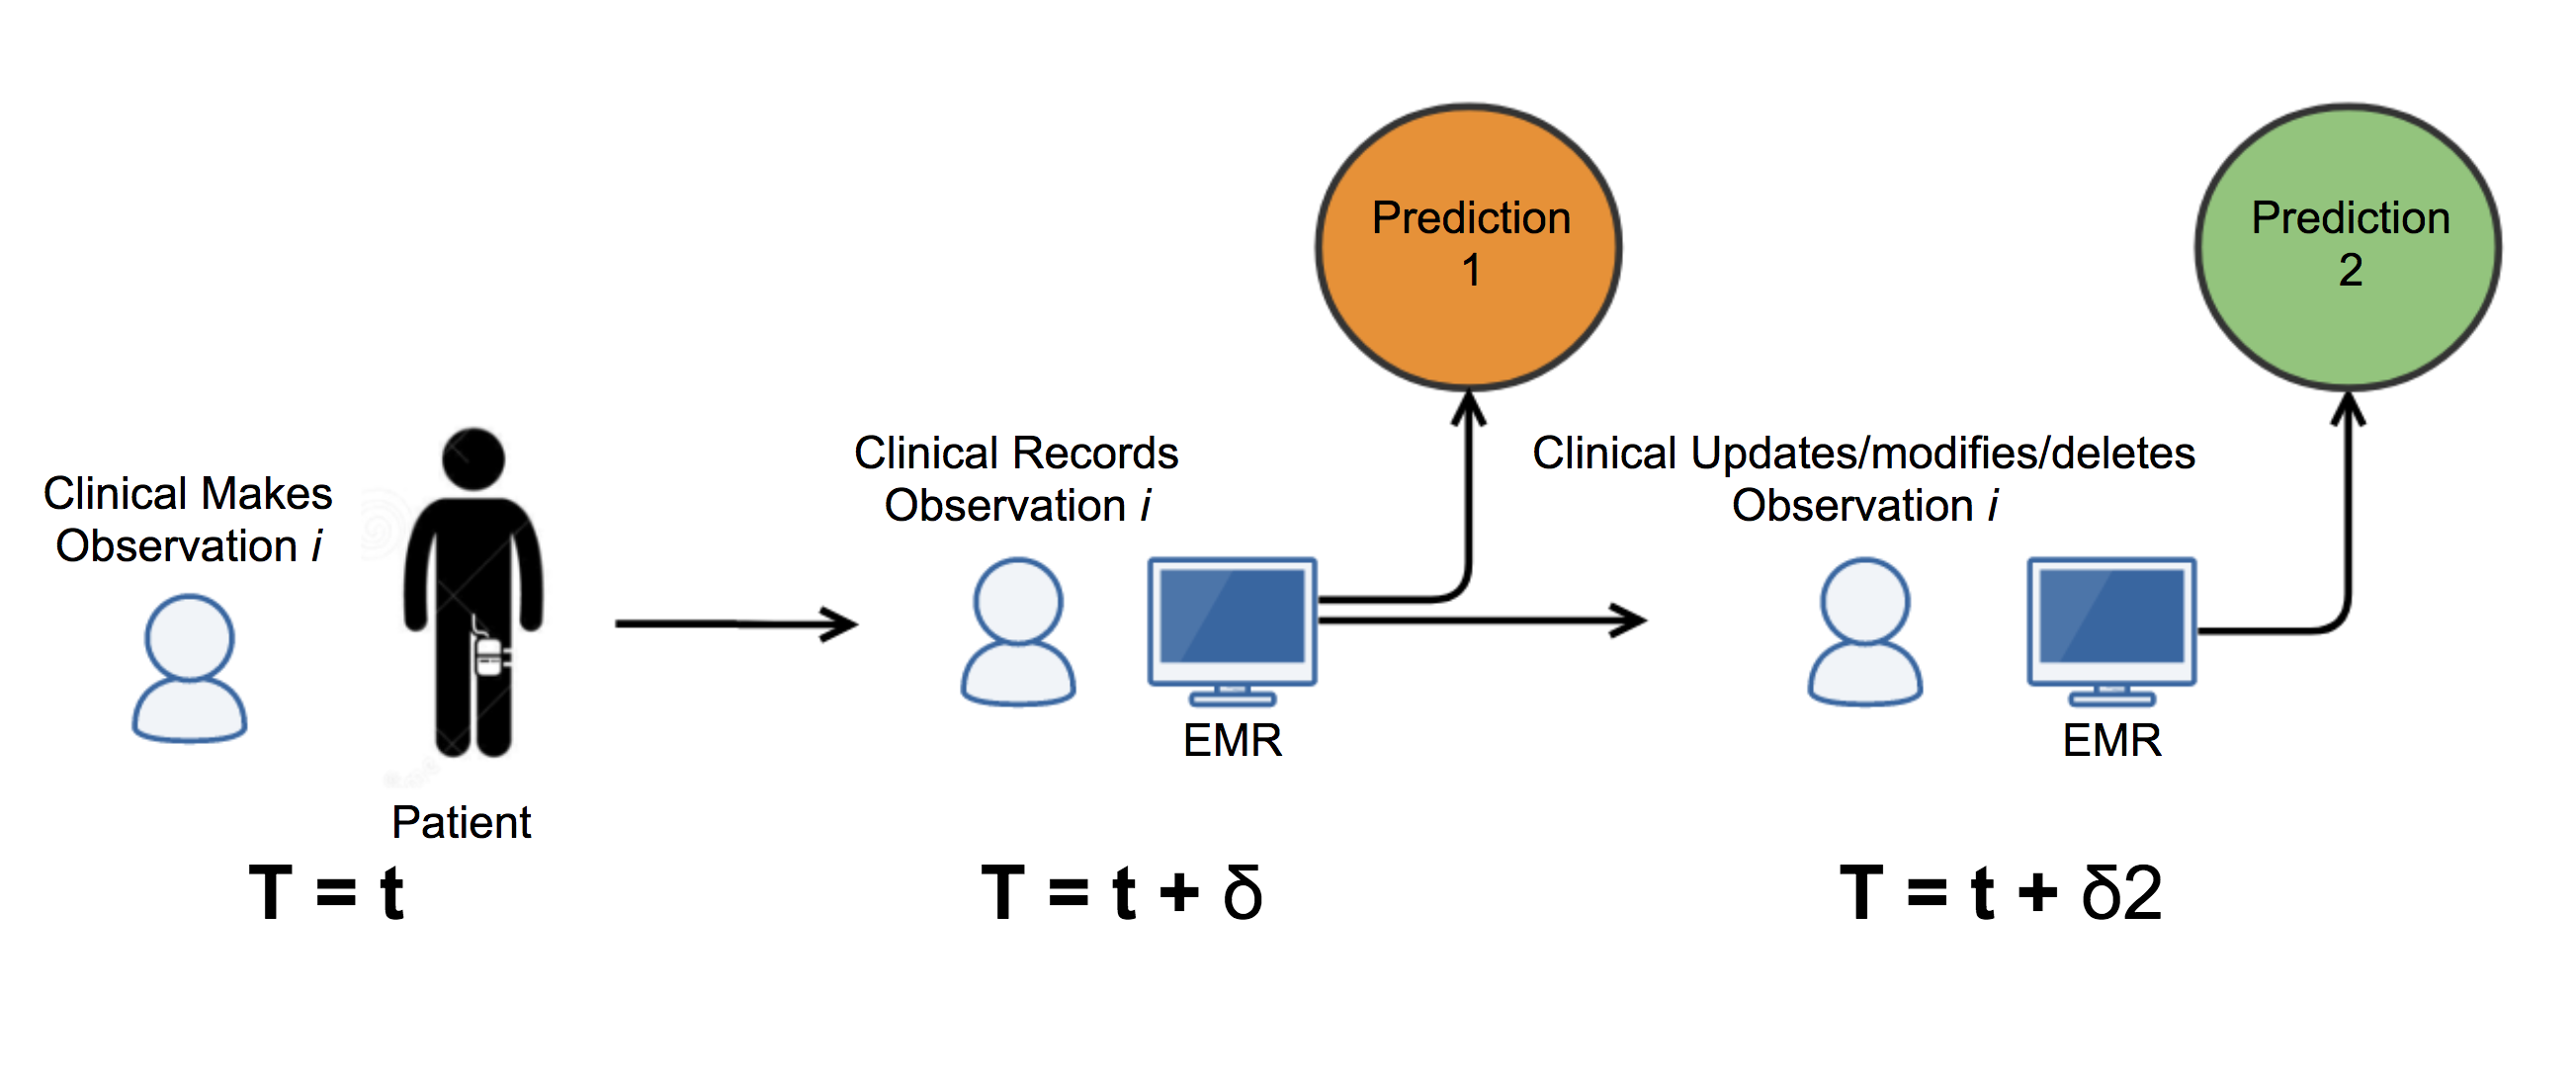 Prediction
1
Prediction
2
Clinical Makes
Observation i
Clinical Records
Observation i
Clinical Updates/modifies/deletes
Observation i
Patient
EMR
EMR
T = t
T = t + δ
T = t + δ2